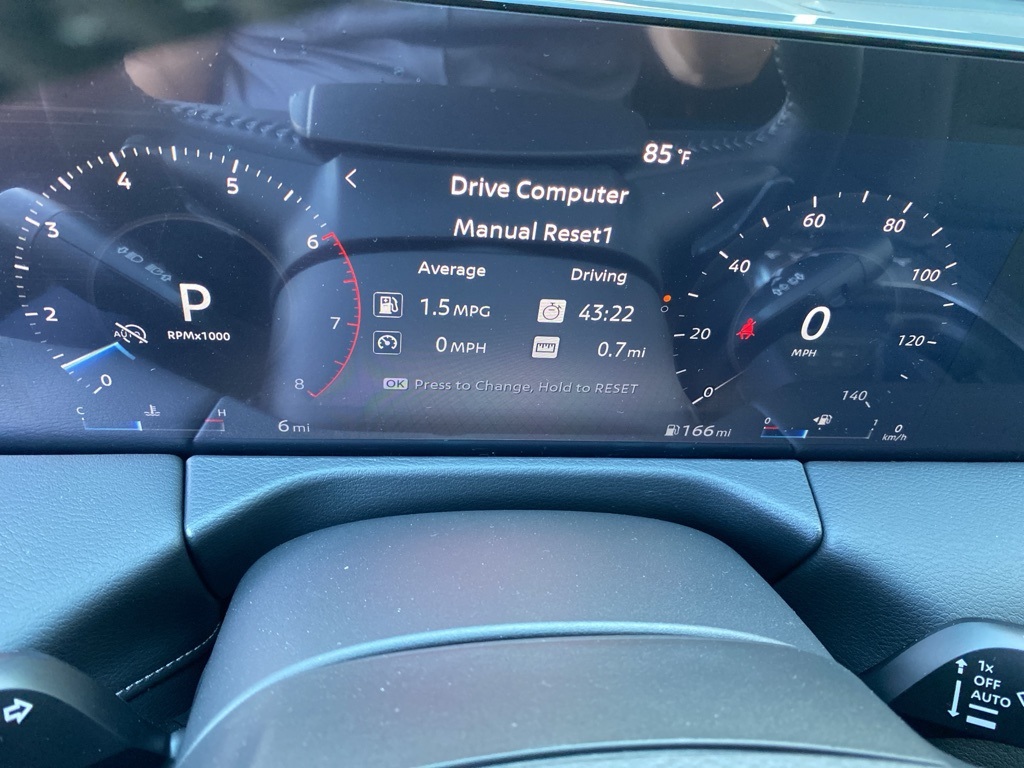 85°F
Drive Computer
Manual Reset1
Average
Driving
1.5 MPG
43:22
0 MPH
0.7 mi
OK Press to Change, Hold to RESET
0
2
3
4
5
6
7
8
P
RPMx1000
AUTO
C
H
6 mi
0
20
40
60
80
100
120
140
0
MPH
166 mi
0
1
0
km/h
1x
OFF
AUTO